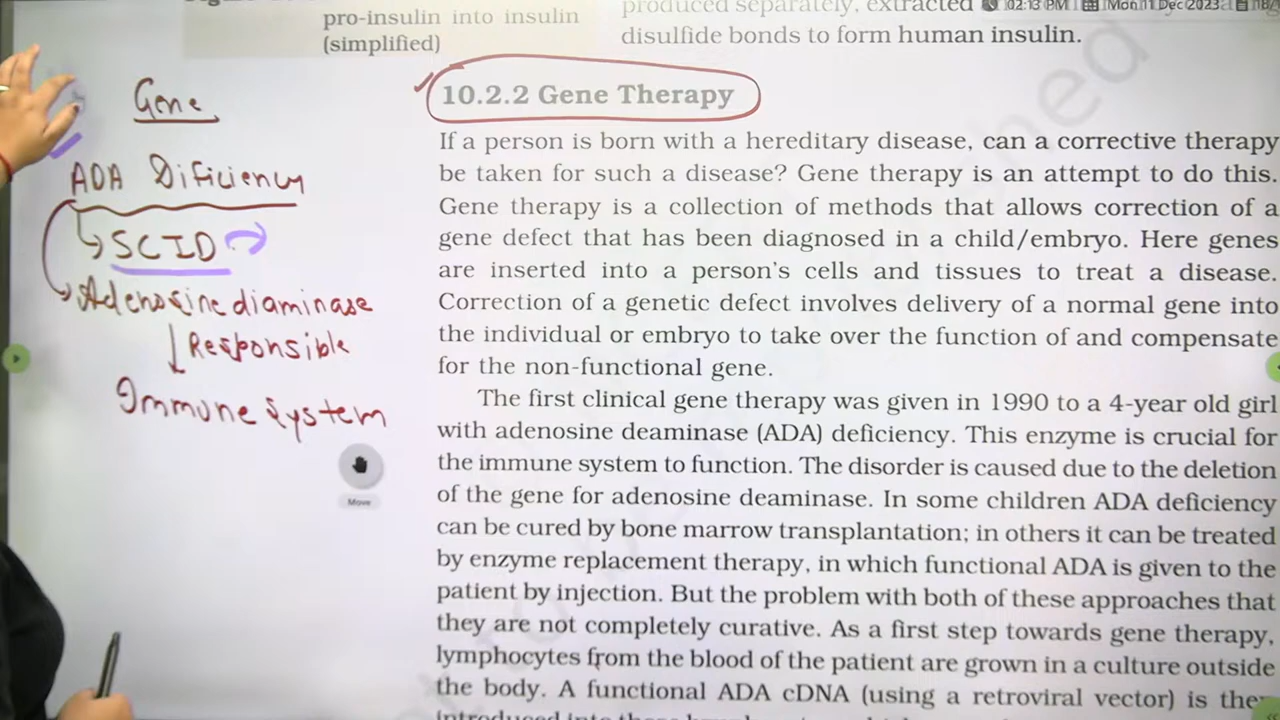 pro-insulin into insulin
(simplified)
produced separately, extracted
02:13 PM Mon 11 Dec 2023
disulfide bonds to form human insulin.
Gene
ADA Dificiency
SCID
Adenosine diaminase
Responsible
Immune System
Move
10.2.2 Gene Therapy
If a person is born with a hereditary disease, can a corrective therapy
be taken for such a disease? Gene therapy is an attempt to do this.
Gene therapy is a collection of methods that allows correction of a
gene defect that has been diagnosed in a child/embryo. Here genes
are inserted into a person's cells and tissues to treat a disease.
Correction of a genetic defect involves delivery of a normal gene into
the individual or embryo to take over the function of and compensate
for the non-functional gene.
The first clinical gene therapy was given in 1990 to a 4-year old girl
with adenosine deaminase (ADA) deficiency. This enzyme is crucial for
the immune system to function. The disorder is caused due to the deletion
of the gene for adenosine deaminase. In some children ADA deficiency
can be cured by bone marrow transplantation; in others it can be treated
by enzyme replacement therapy, in which functional ADA is given to the
patient by injection. But the problem with both of these approaches that
they are not completely curative. As a first step towards gene therapy,
lymphocytes from the blood of the patient are grown in a culture outside
the body. A functional ADA cDNA (using a retroviral vector) is then